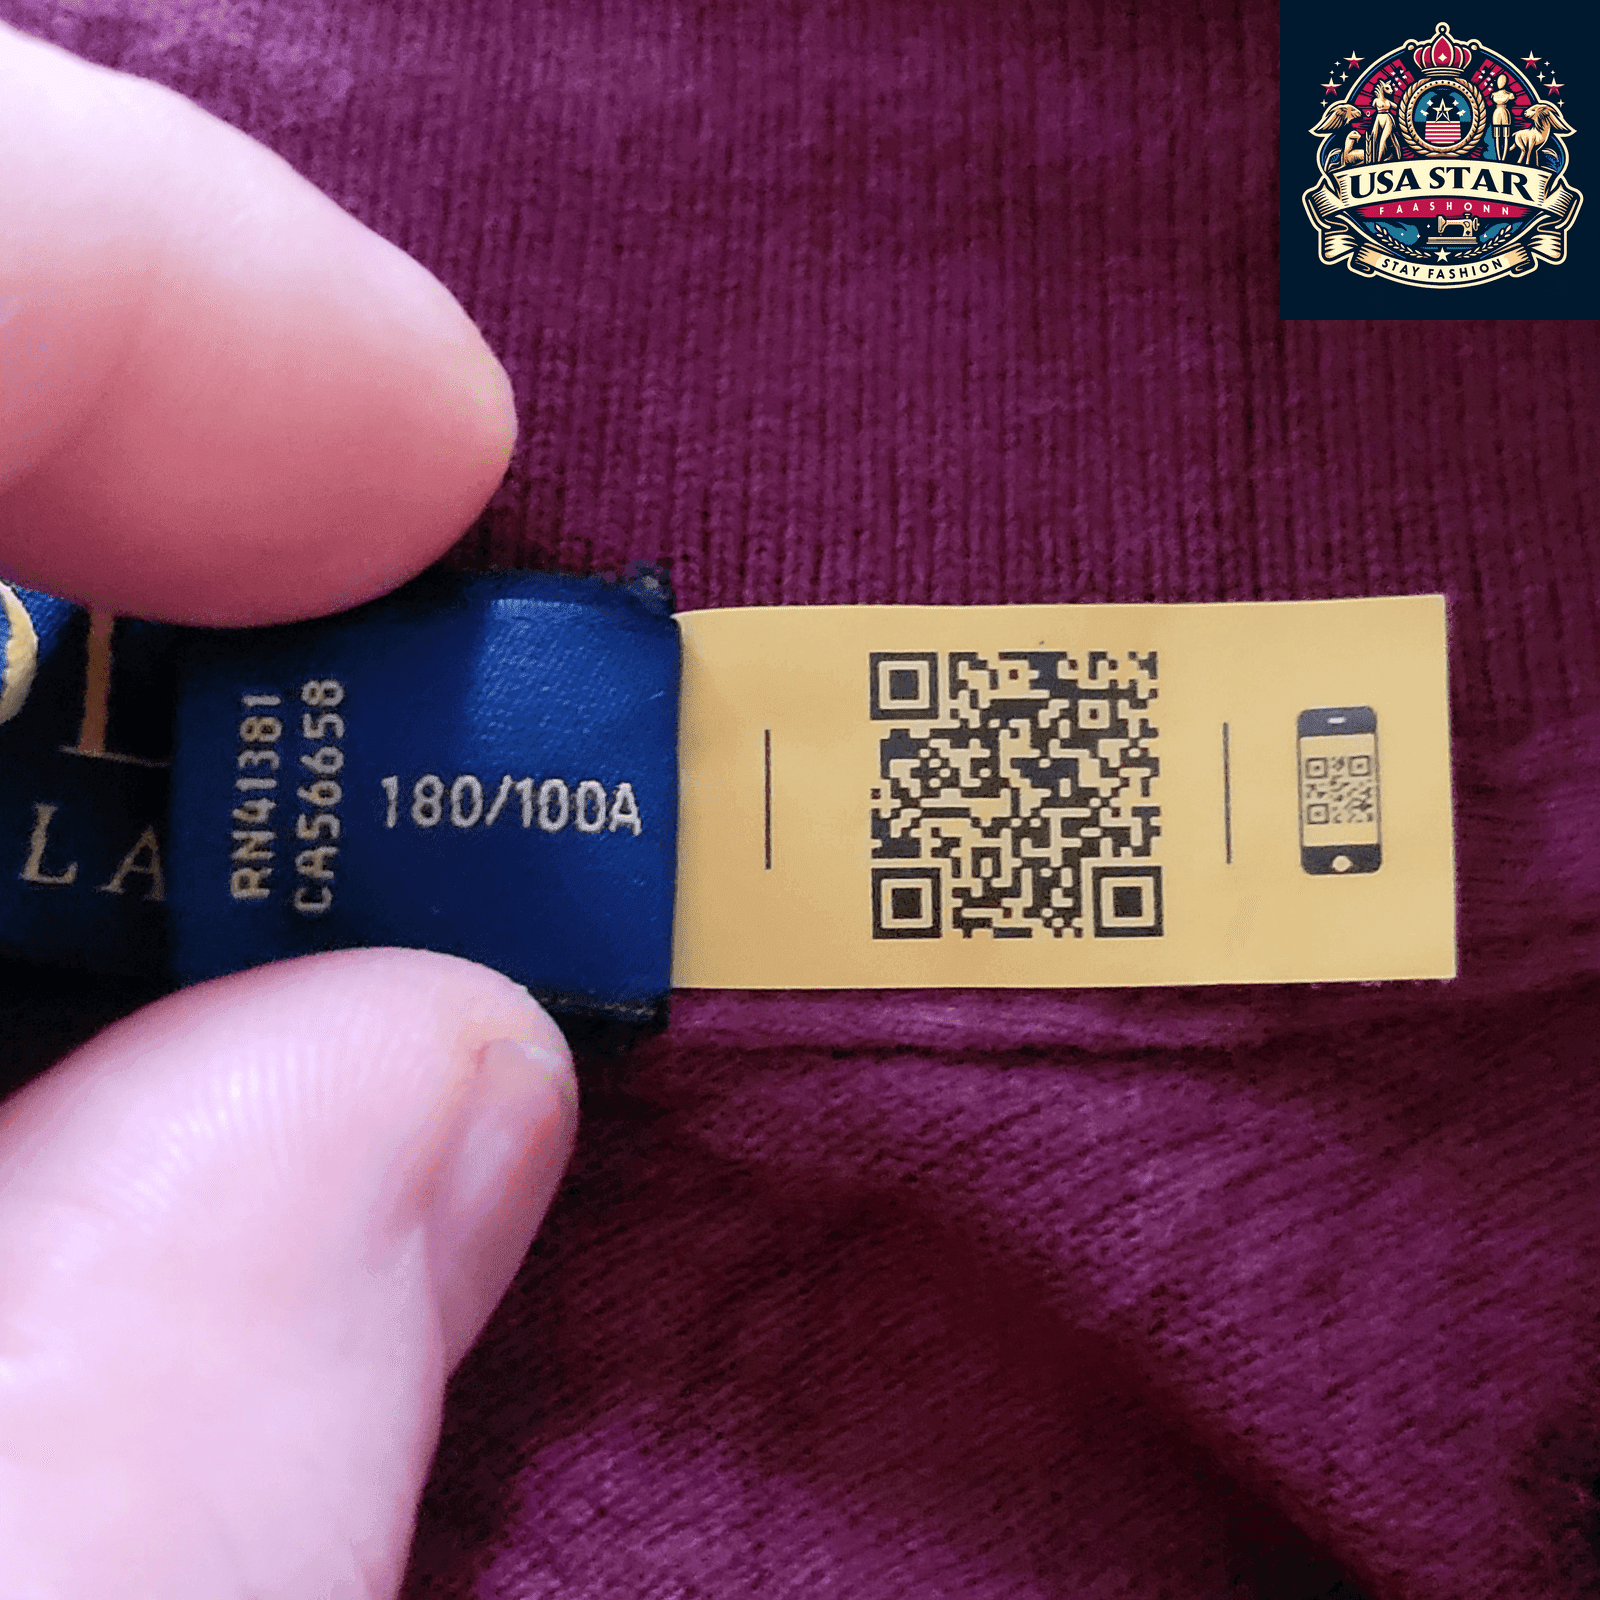 USA STAR
FAASHONN
STAY FASHION
RN41381
CA56658
180/100A
LA